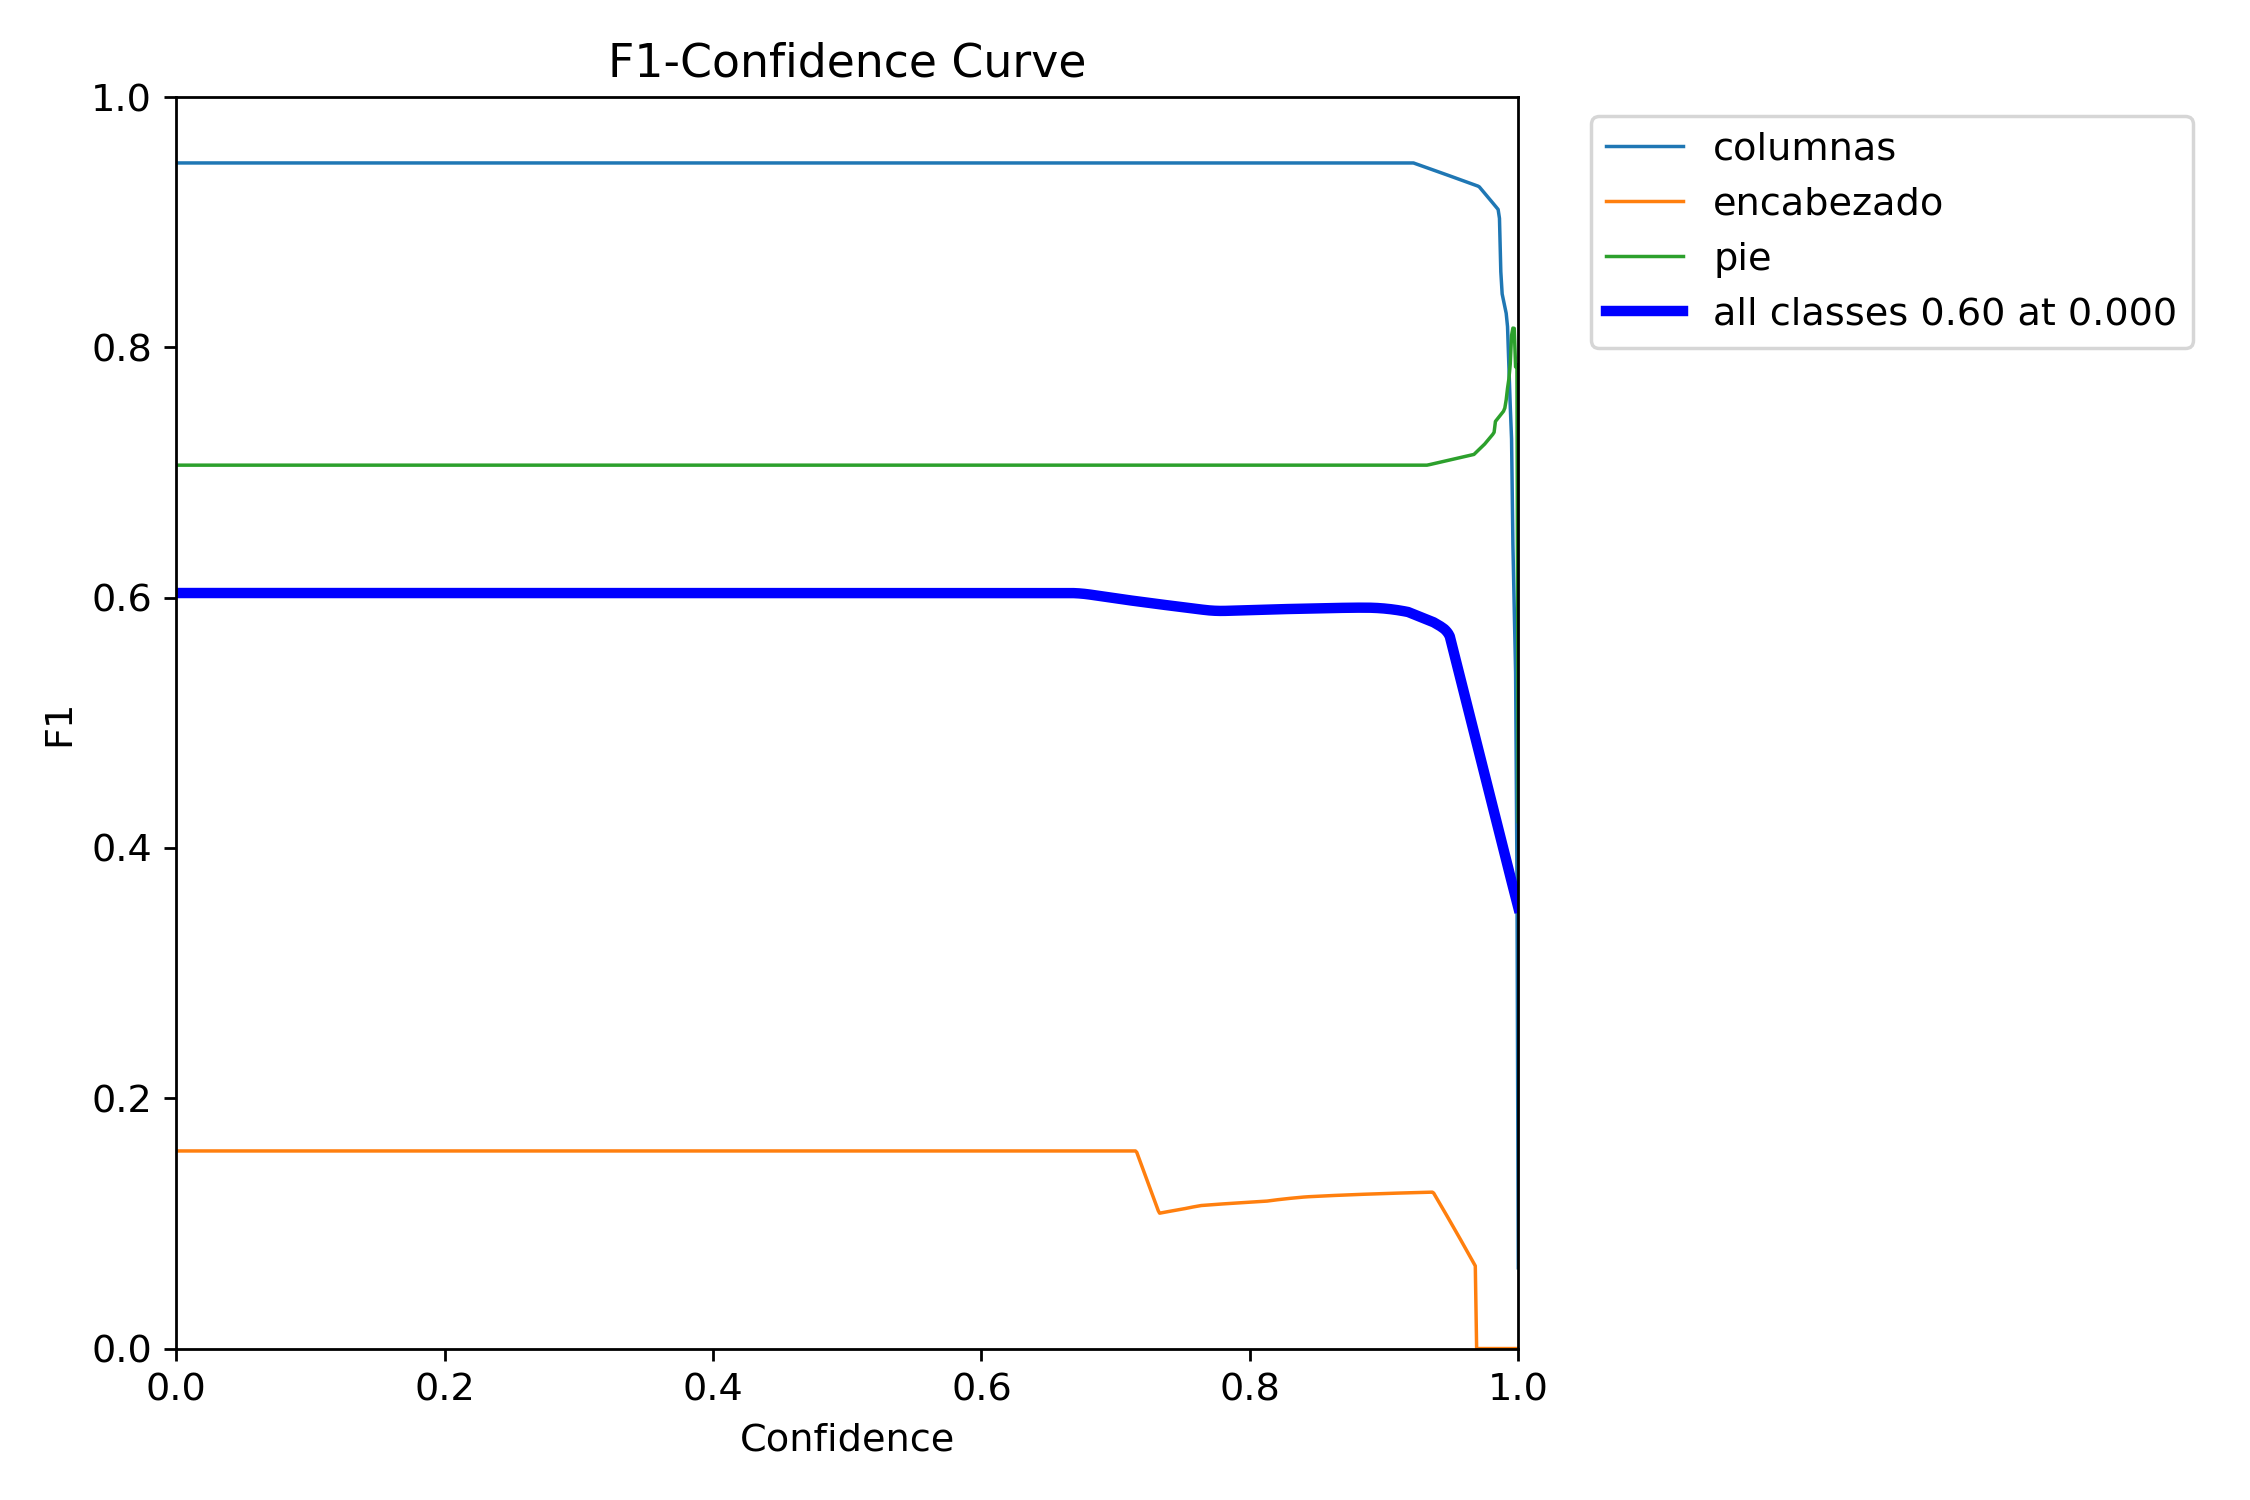 F1-Confidence Curve
1.0
0.8
0.6
0.4
0.2
0.0
F1
0.0 0.2 0.4 0.6 0.8 1.0
Confidence
columnas
encabezado
pie
all classes 0.60 at 0.000